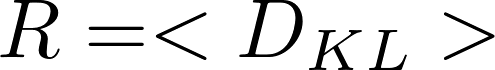 R =< D_{KL} >